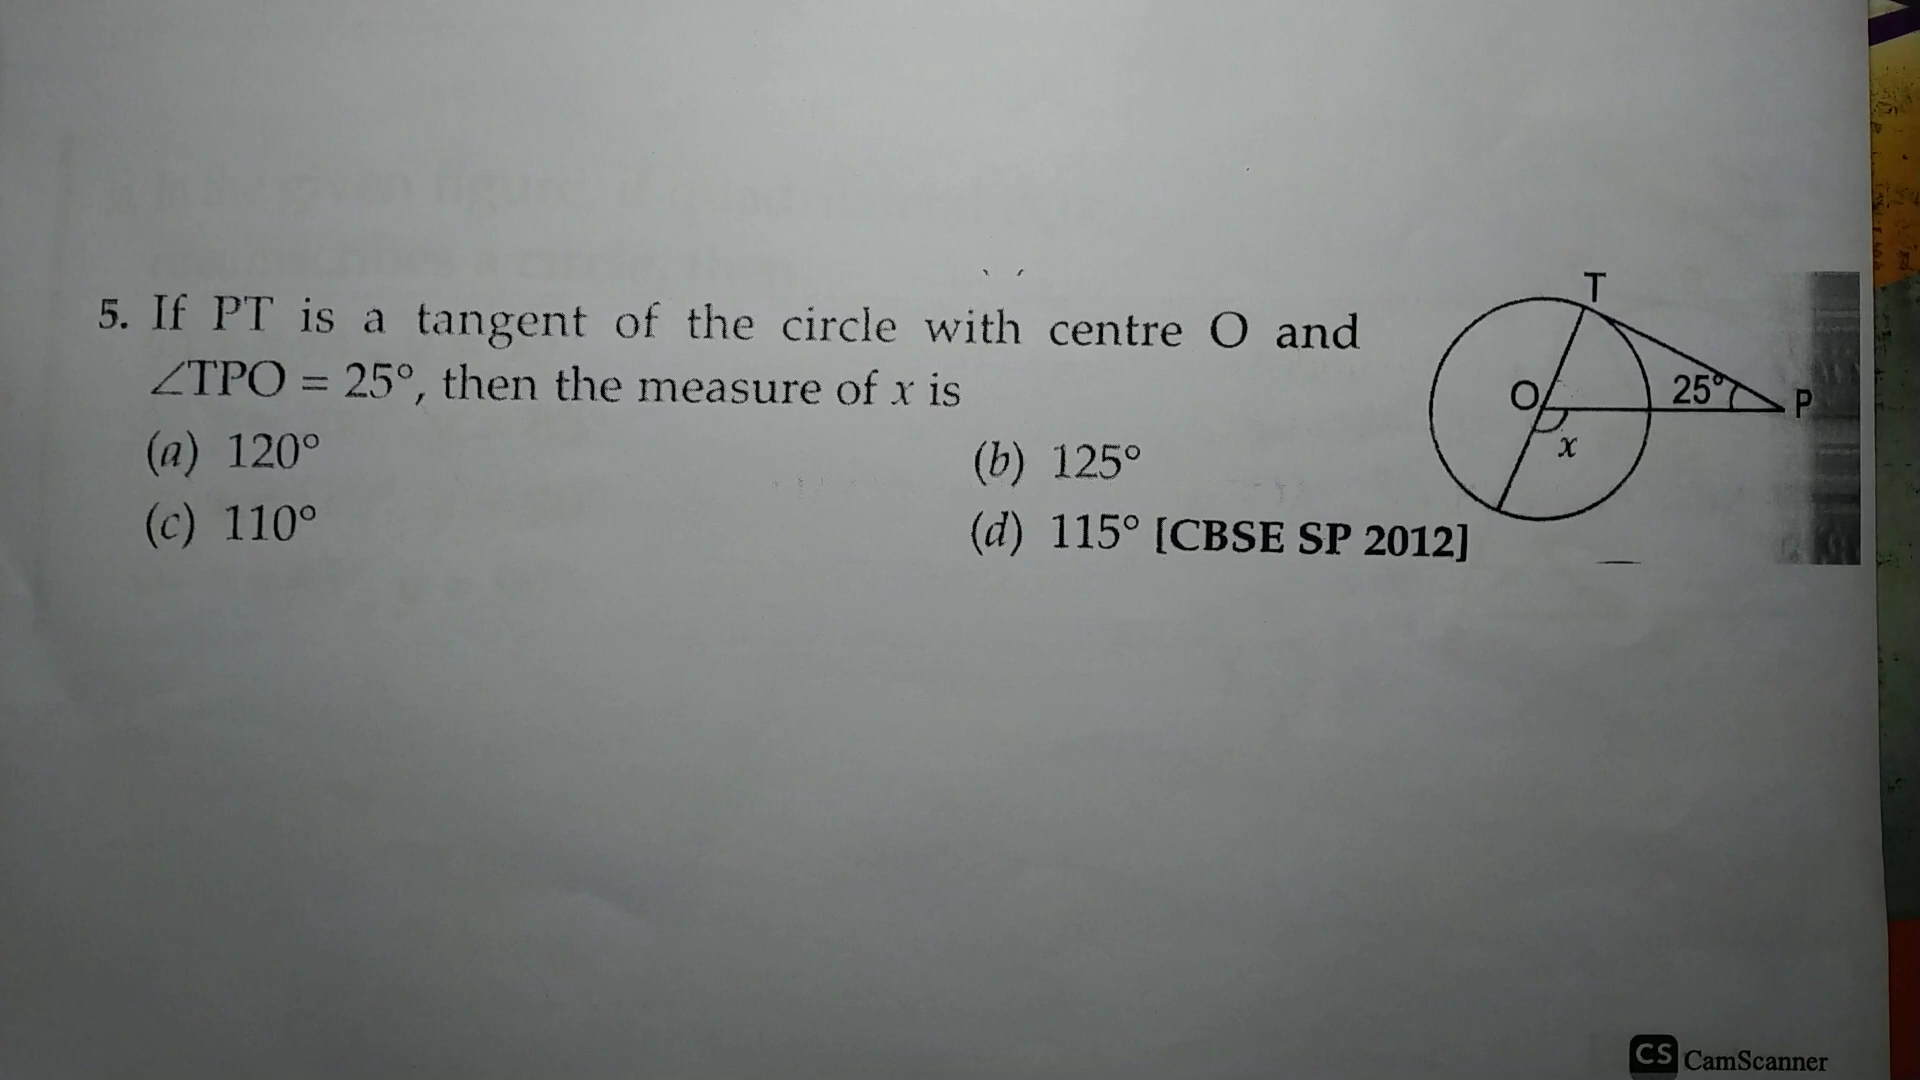 5. If PT is a tangent of the circle with centre O and
∠TPO = 25°, then the measure of x is
(a) 120°
(b) 125°
(c) 110°
(d) 115° [CBSE SP 2012]
T
O
25°
P
x
CS CamScanner